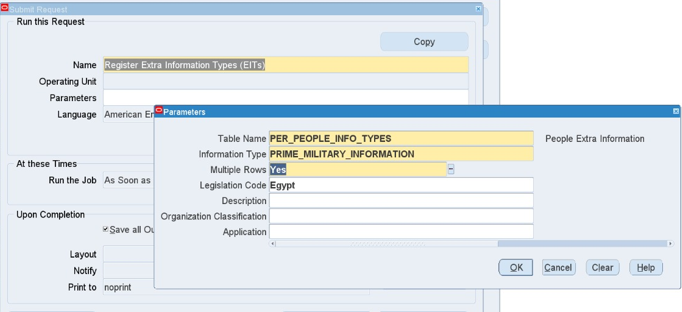 Submit Request
Run this Request
Copy
Name Register Extra Information Types (EITs)
Operating Unit
Parameters
Language American En
Parameters
Table Name PER_PEOPLE_INFO_TYPES People Extra Information
Information Type PRIME_MILITARY_INFORMATION
Multiple Rows Yes
Legislation Code Egypt
Description
Organization Classification
Application
OK Cancel Clear Help
At these Times
Run the Job As Soon as
Upon Completion
Save all Ou
Layout
Notify
Print to noprint